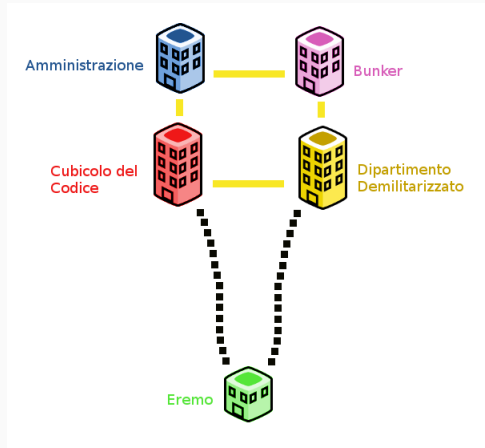 Amministrazione
Bunker
Cubicolo del
Codice
Dipartimento
Demilitarizzato
Eremo